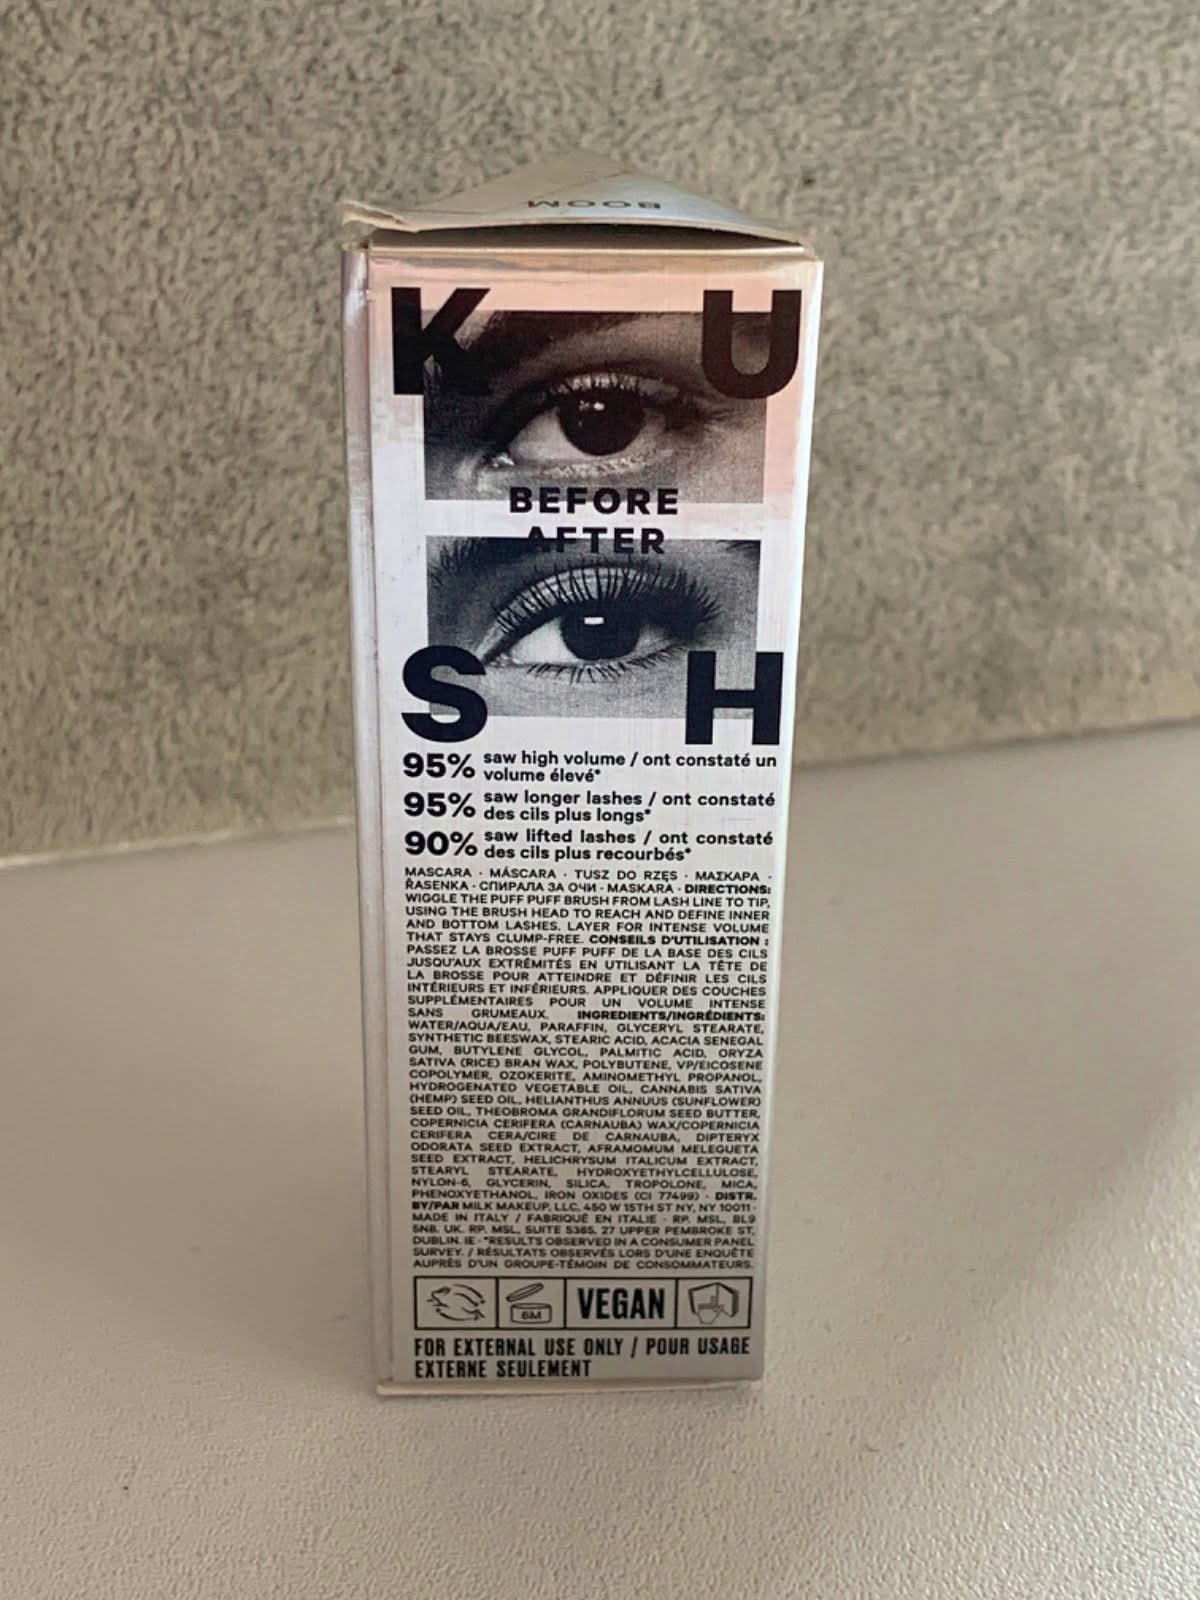 BOOM
K U
BEFORE
AFTER
S H
95% saw high volume / ont constaté un
volume élevé*
95% saw longer lashes / ont constaté
des cils plus longs*
90% saw lifted lashes / ont constaté
des cils plus recourbés*
MASCARA · MÁSCARA · TUSZ DO RZĘS · ΜΑΣΚΑΡΑ ·
ŘASENKA · СПИРАЛА ЗА ОЧИ · MASKARA · DIRECTIONS:
WIGGLE THE PUFF PUFF BRUSH FROM LASH LINE TO TIP,
USING THE BRUSH HEAD TO REACH AND DEFINE INNER
AND BOTTOM LASHES. LAYER FOR INTENSE VOLUME
THAT STAYS CLUMP-FREE. CONSEILS D'UTILISATION :
PASSEZ LA BROSSE PUFF PUFF DE LA BASE DES CILS
JUSQU'AUX EXTRÉMITÉS EN UTILISANT LA TÊTE DE
LA BROSSE POUR ATTEINDRE ET DÉFINIR LES CILS
INTÉRIEURS ET INFÉRIEURS. APPLIQUER DES COUCHES
SUPPLÉMENTAIRES POUR UN VOLUME INTENSE
SANS GRUMEAUX. INGREDIENTS/INGRÉDIENTS:
WATER/AQUA/EAU, PARAFFIN, GLYCERYL STEARATE,
SYNTHETIC BEESWAX, STEARIC ACID, ACACIA SENEGAL
GUM, BUTYLENE GLYCOL, PALMITIC ACID, ORYZA
SATIVA (RICE) BRAN WAX, POLYBUTENE, VP/EICOSENE
COPOLYMER, OZOKERITE, AMINOMETHYL PROPANOL,
HYDROGENATED VEGETABLE OIL, CANNABIS SATIVA
(HEMP) SEED OIL, HELIANTHUS ANNUUS (SUNFLOWER)
SEED OIL, THEOBROMA GRANDIFLORUM SEED BUTTER,
COPERNICIA CERIFERA (CARNAUBA) WAX/COPERNICIA
CERIFERA CERA/CIRE DE CARNAUBA, DIPTERYX
ODORATA SEED EXTRACT, AFRAMOMUM MELEGUETA
SEED EXTRACT, HELICHRYSUM ITALICUM EXTRACT,
STEARYL STEARATE, HYDROXYETHYLCELLULOSE,
NYLON-6, GLYCERIN, SILICA, TROPOLONE, MICA,
PHENOXYETHANOL, IRON OXIDES (CI 77499) · DISTR.
BY/PAR MILK MAKEUP, LLC, 450 W 15TH ST NY, NY 10011 ·
MADE IN ITALY / FABRIQUÉ EN ITALIE · RP. MSL, BL9
5NB. UK. RP. MSL, SUITE 5365, 27 UPPER PEMBROKE ST,
DUBLIN. IE · *RESULTS OBSERVED IN A CONSUMER PANEL
SURVEY. / RÉSULTATS OBSERVÉS LORS D'UNE ENQUÊTE
AUPRÈS D'UN GROUPE-TÉMOIN DE CONSOMMATEURS.
6M VEGAN
FOR EXTERNAL USE ONLY / POUR USAGE
EXTERNE SEULEMENT